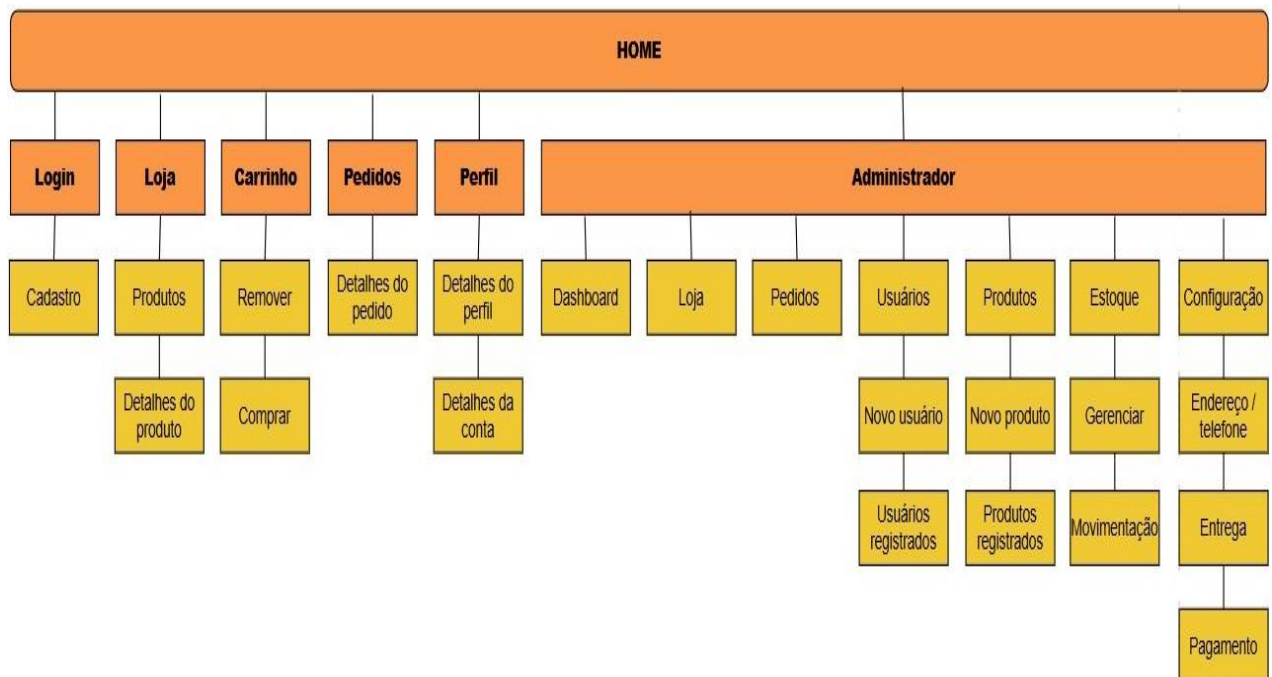 HOME
Login
Loja
Carrinho
Pedidos
Perfil
Administrador
Cadastro
Produtos
Remover
Detalhes do
pedido
Detalhes do
perfil
Dashboard
Loja
Pedidos
Usuários
Produtos
Estoque
Configuração
Detalhes do
produto
Comprar
Detalhes da
conta
Novo usuário
Novo produto
Gerenciar
Endereço /
telefone
Usuários
registrados
Produtos
registrados
Movimentação
Entrega
Pagamento